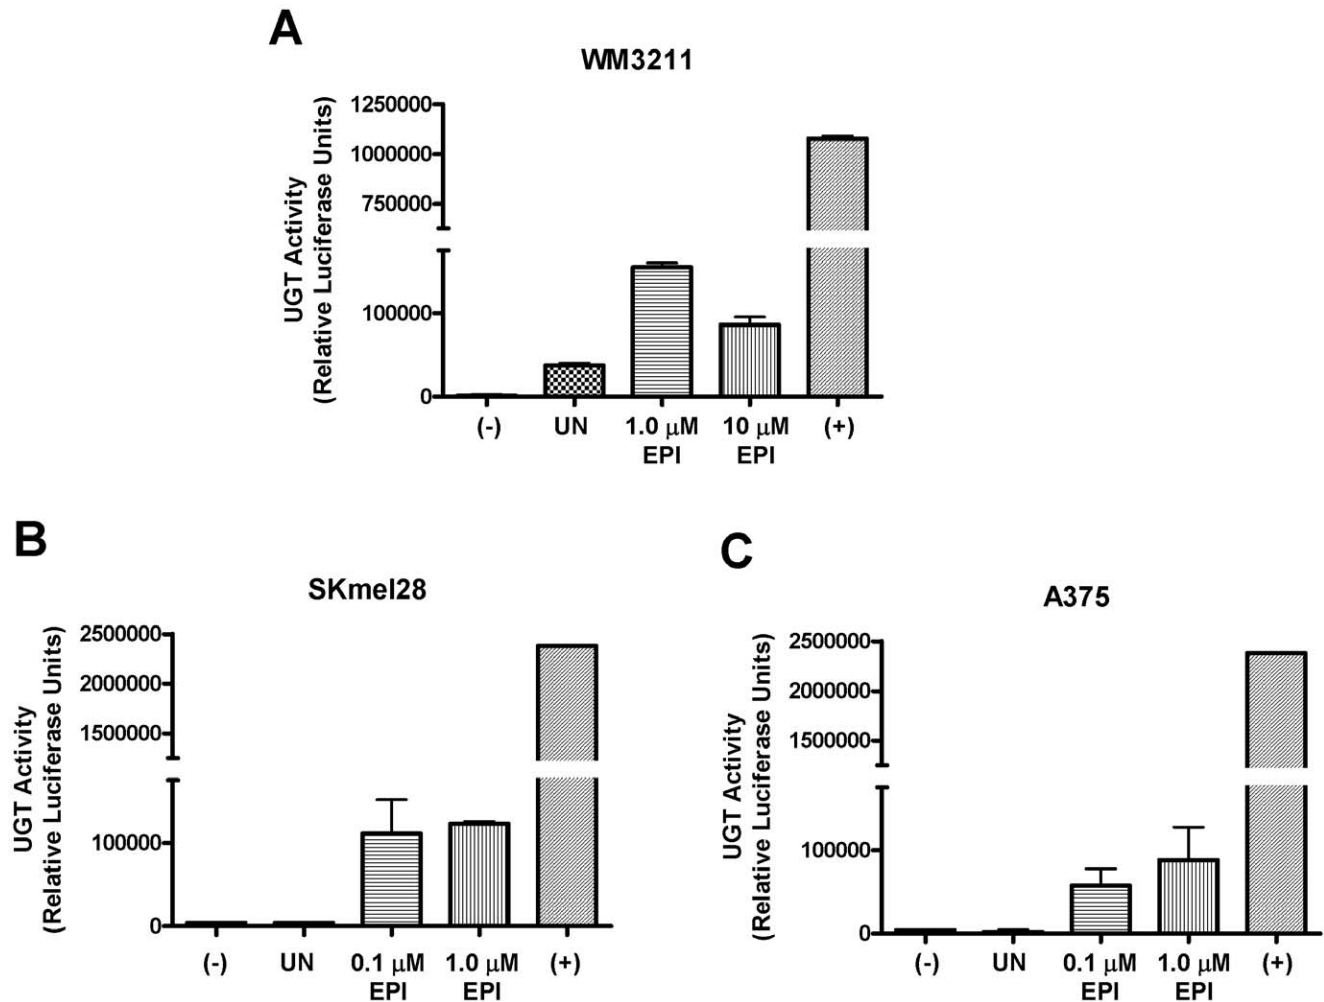 A
WM3211
UGT Activity
(Relative Luciferase Units)
1250000
1000000
750000
100000
0
(-) UN 1.0 μM 10 μM (+)
EPI EPI
B
SKmel28
UGT Activity
(Relative Luciferase Units)
2500000
2000000
1500000
100000
0
(-) UN 0.1 μM 1.0 μM (+)
EPI EPI
C
A375
UGT Activity
(Relative Luciferase Units)
2500000
2000000
1500000
100000
0
(-) UN 0.1 μM 1.0 μM (+)
EPI EPI